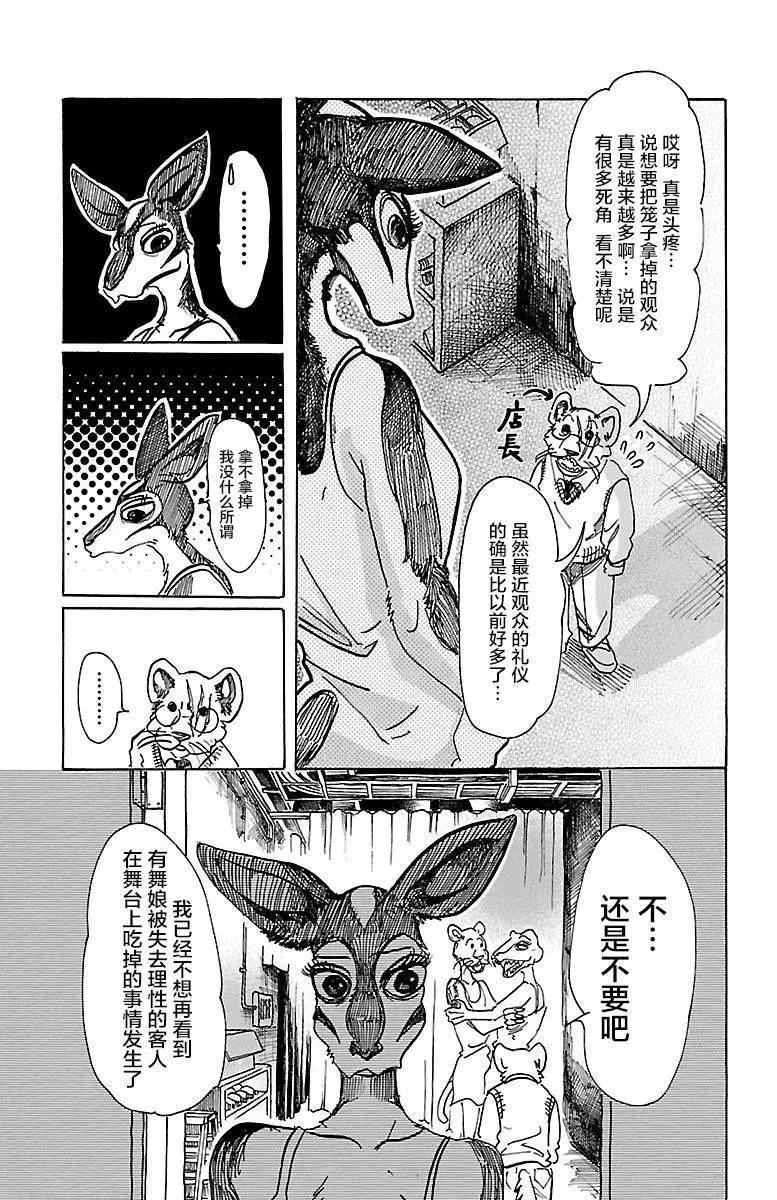 哎呀 真是头疼…
说想要把笼子拿掉的观众
真是越来越多啊… 说是
有很多死角 看不清楚呢
店長
虽然最近观众的礼仪
的确是比以前好多了…
……
拿不拿掉
我没什么所谓
……
不…
还是不要吧
我已经不想再看到
有舞娘被失去理性的客人
在舞台上吃掉的事情发生了